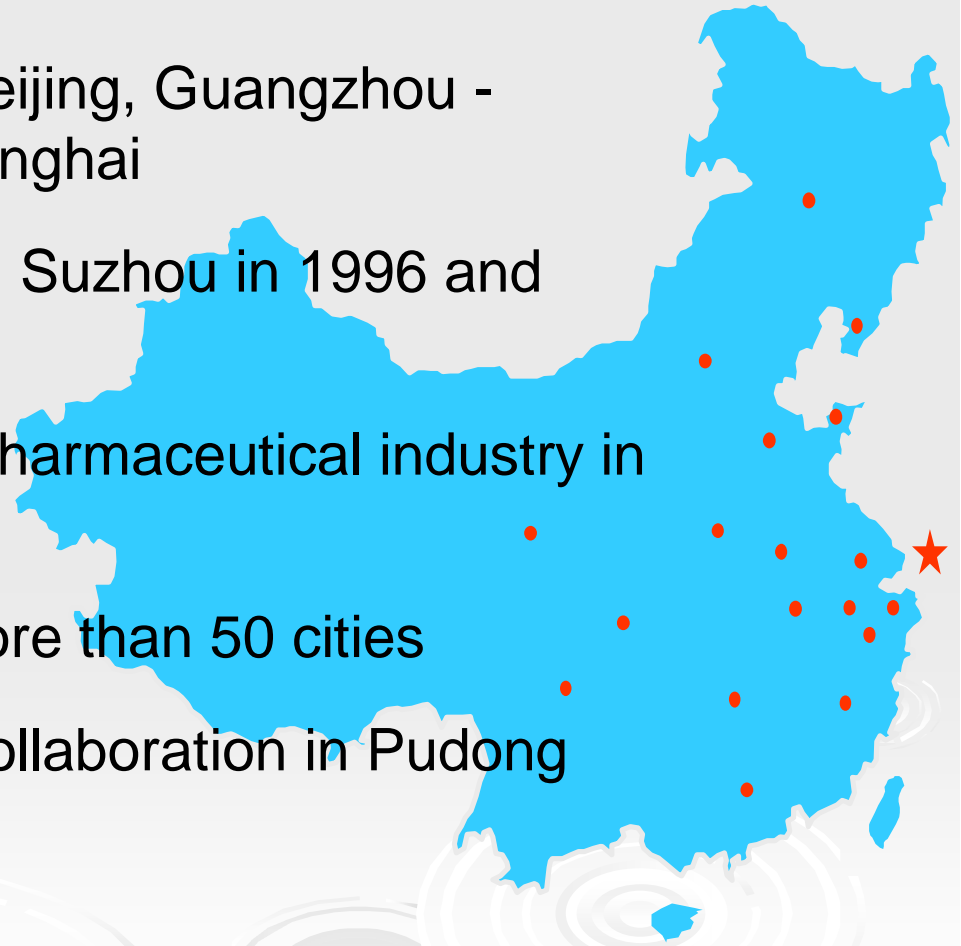 eijing, Guangzhou -
nghai
Suzhou in 1996 and
harmaceutical industry in
ore than 50 cities
ollaboration in Pudong